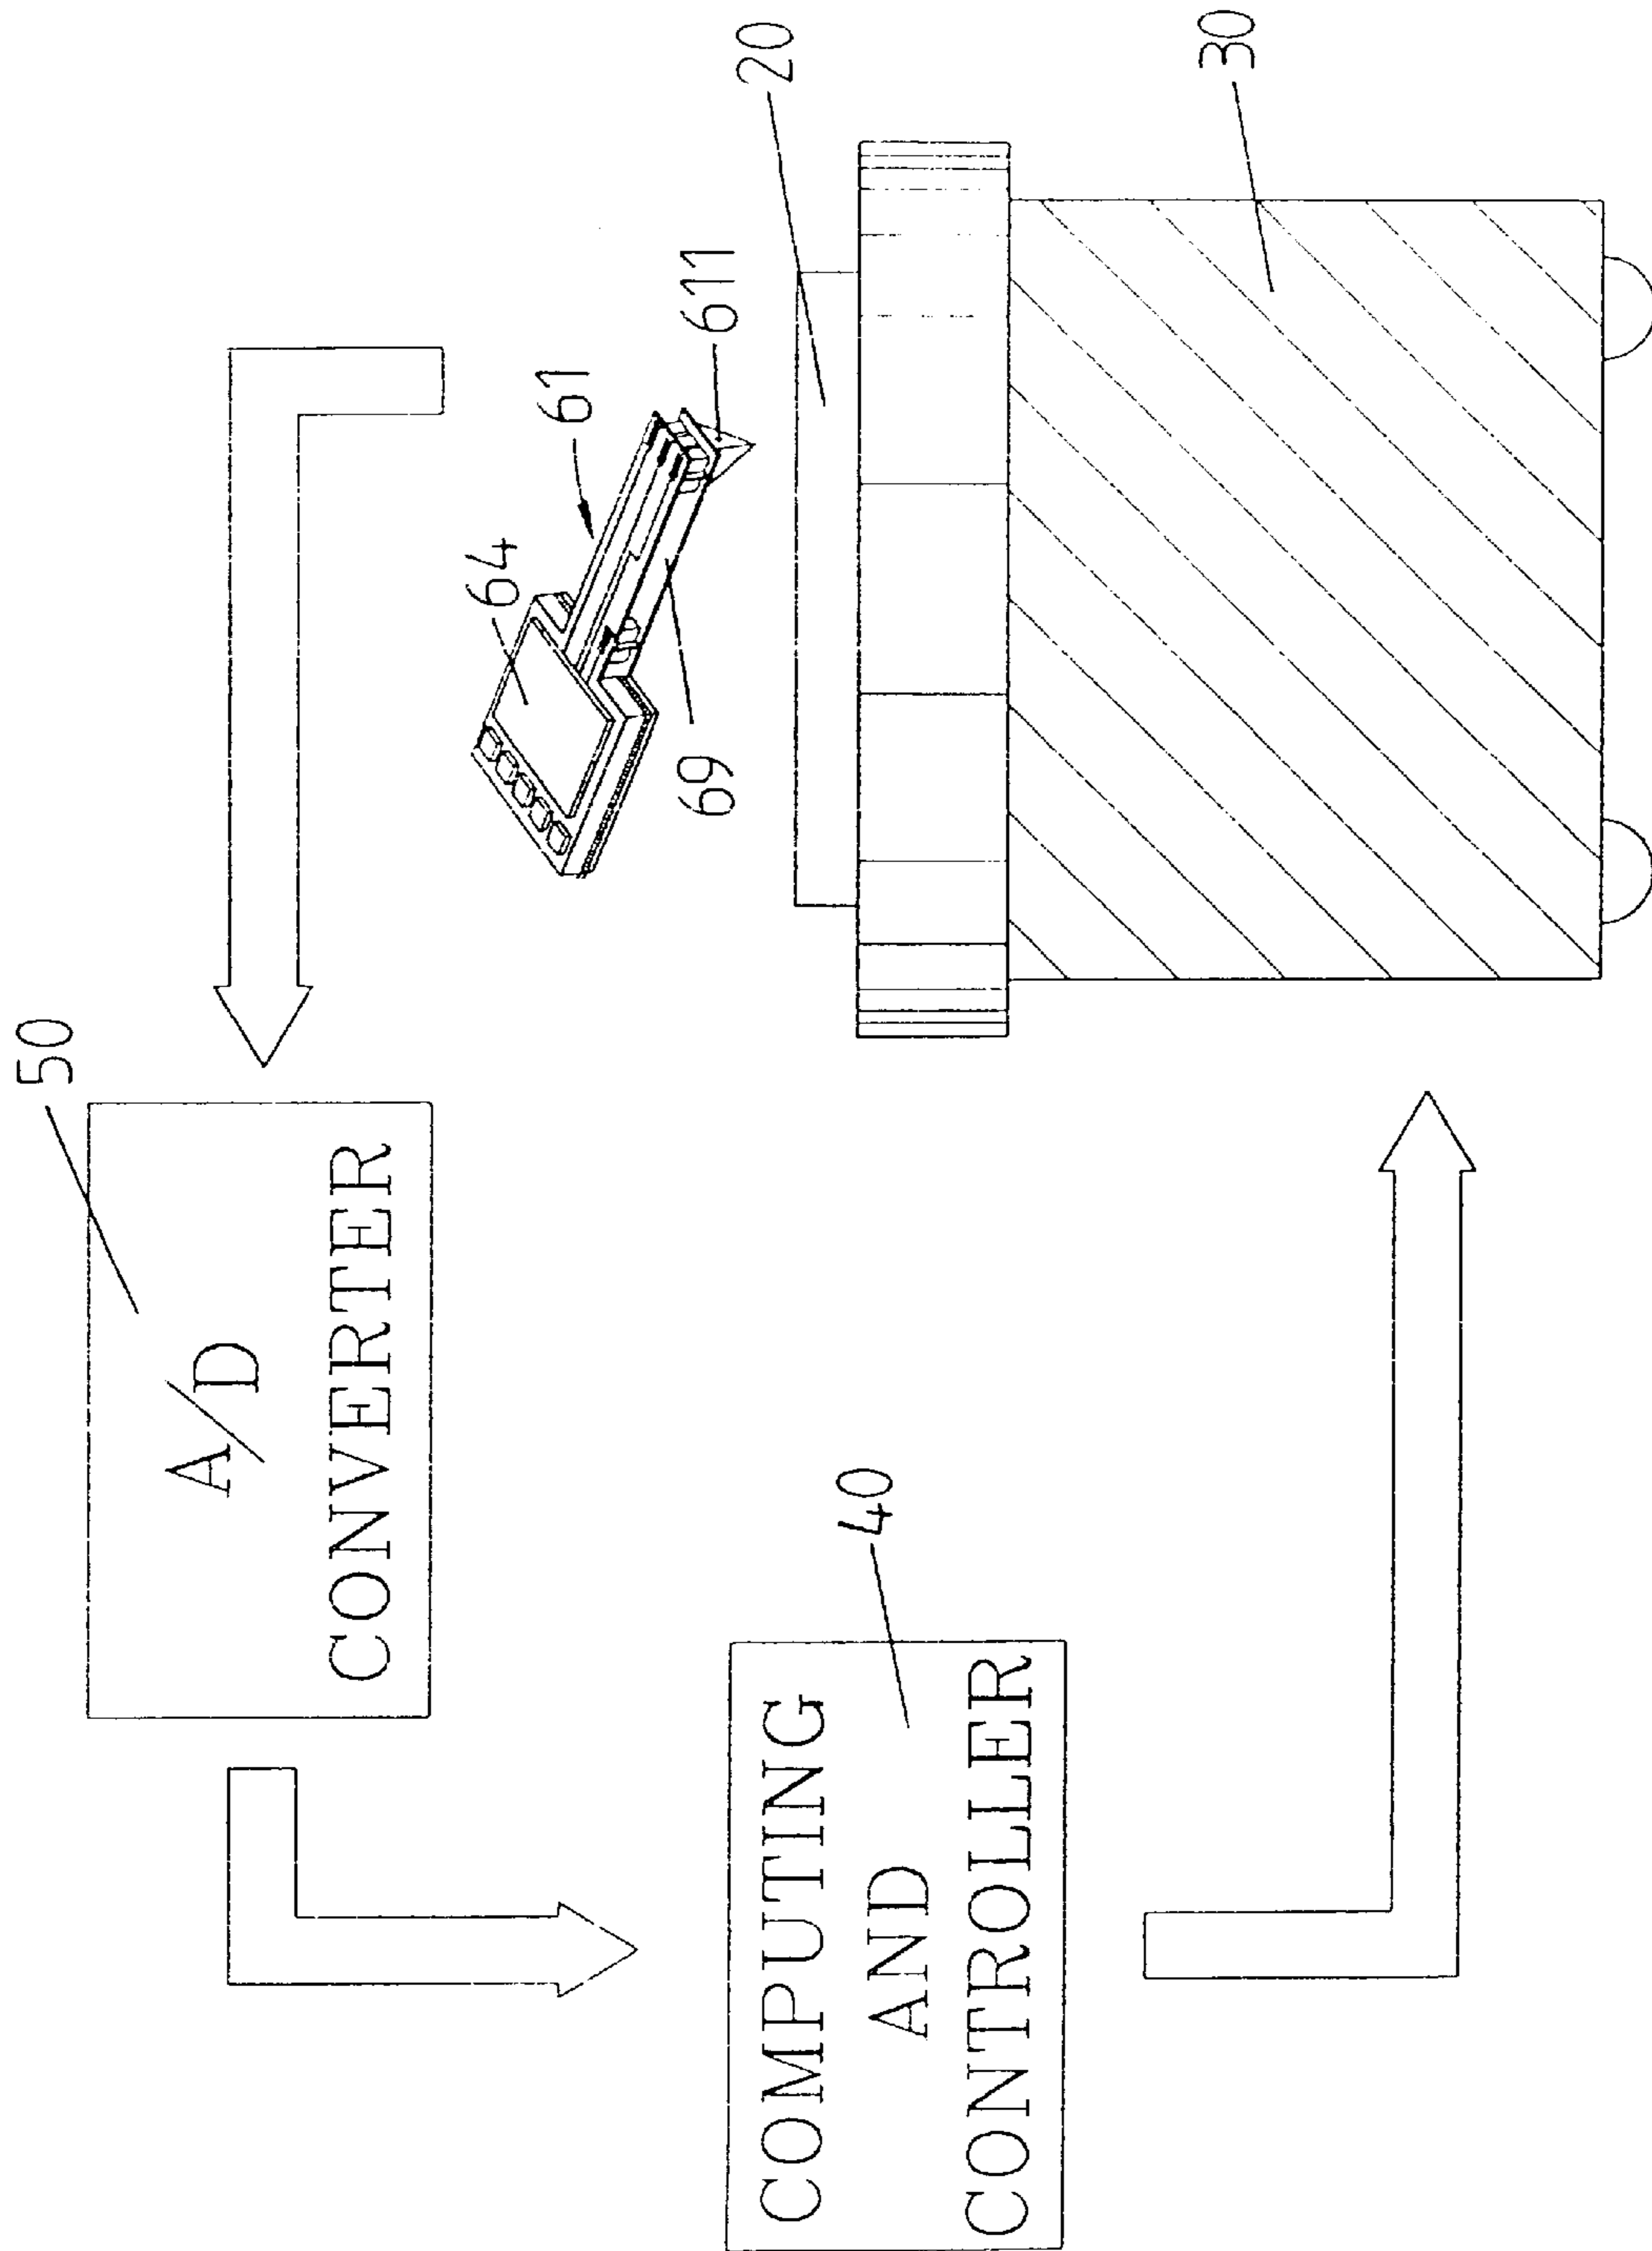 50
A/D
CONVERTER
64
61
611
69
20
COMPUTING
AND
CONTROLLER
40
30